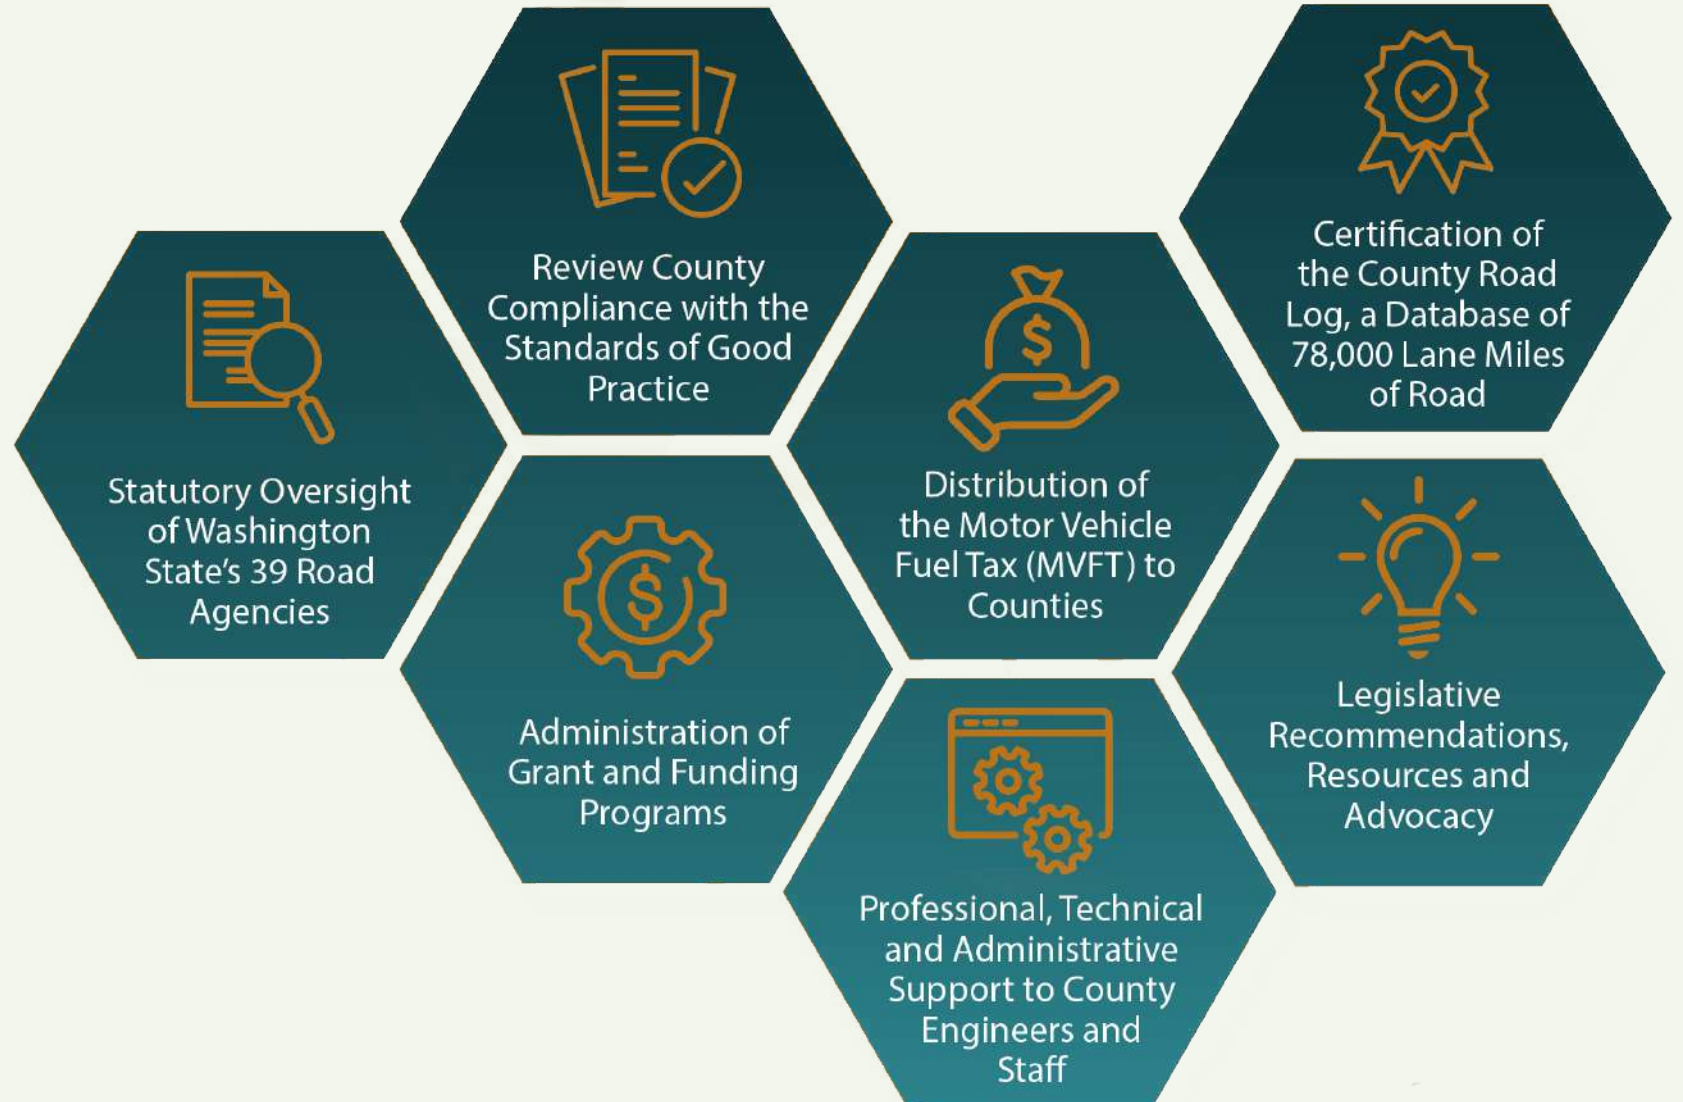 Review County
Compliance with the
Standards of Good
Practice
Certification of
the County Road
Log, a Database of
78,000 Lane Miles
of Road
Statutory Oversight
of Washington
State's 39 Road
Agencies
Distribution of
the Motor Vehicle
Fuel Tax (MVFT) to
Counties
Administration of
Grant and Funding
Programs
Legislative
Recommendations,
Resources and
Advocacy
Professional, Technical
and Administrative
Support to County
Engineers and
Staff